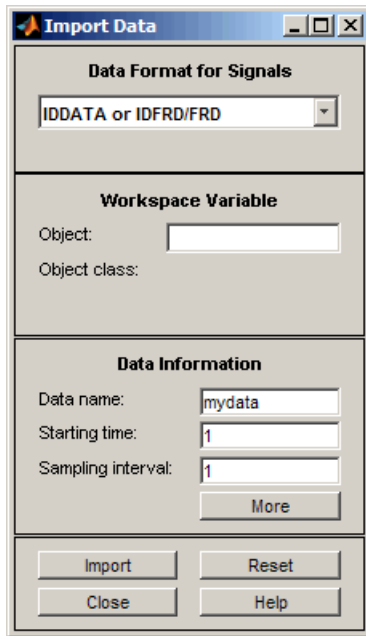 Import Data
Data Format for Signals
IDDATA or IDFRD/FRD
Workspace Variable
Object:
Object class:
Data Information
Data name: mydata
Starting time: 1
Sampling interval: 1
More
Import Reset
Close Help